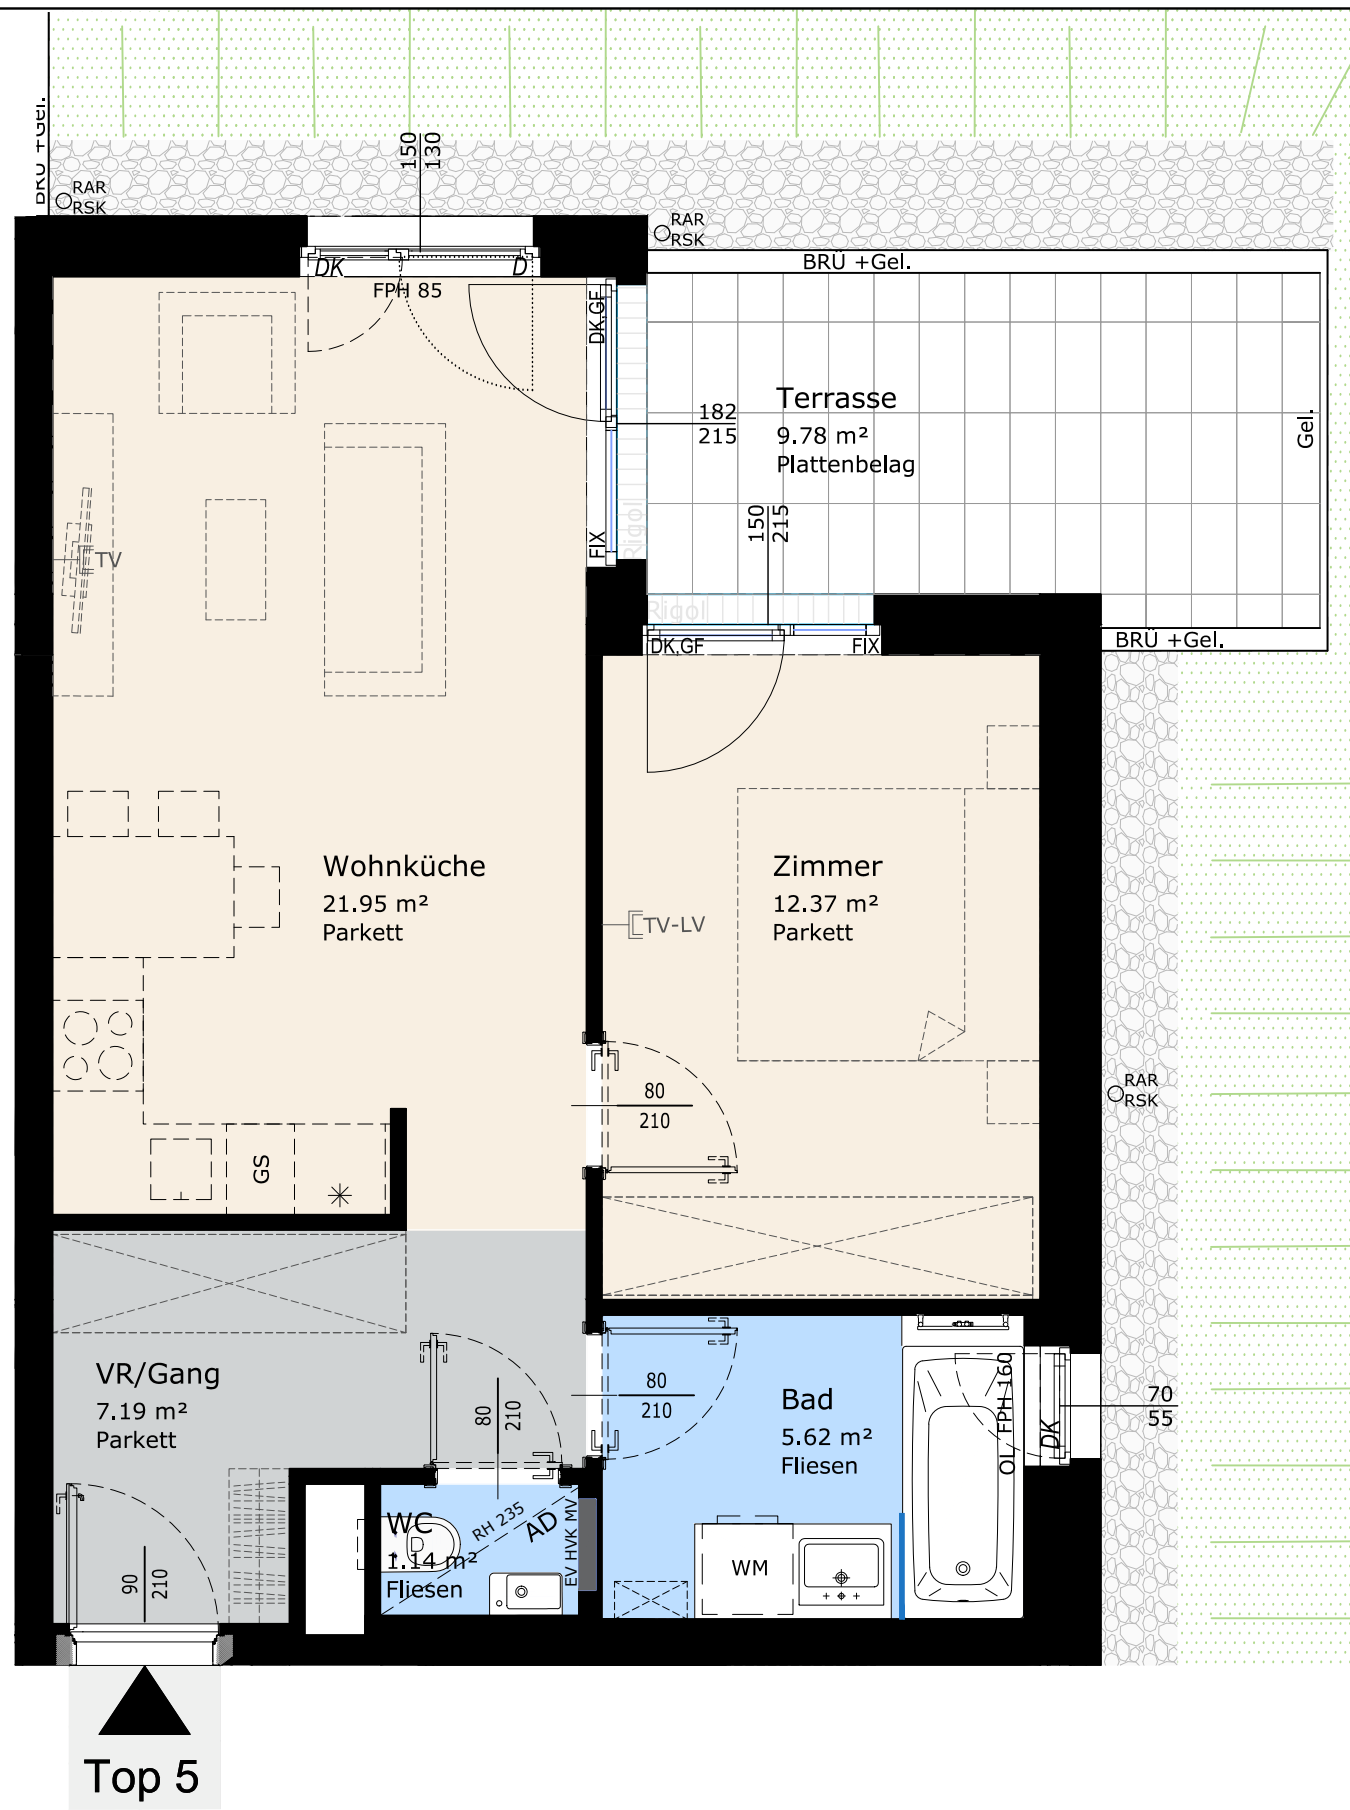 BRÜ +Gel.
RAR
RSK
150
130
RAR
RSK
BRÜ +Gel.
DK
D
FPH 85
DK,GF
182
215
Terrasse
9.78 m²
Plattenbelag
Gel.
FIX
Rigol
150
215
TV
Rigol
DK,GF
FIX
BRÜ +Gel.
Wohnküche
21.95 m²
Parkett
Zimmer
12.37 m²
Parkett
TV-LV
80
210
RAR
RSK
GS
VR/Gang
7.19 m²
Parkett
80
210
80
210
Bad
5.62 m²
Fliesen
OL FPH 160
DK
70
55
WC
1.14 m²
Fliesen
RH 235
AD
EV HVK MV
WM
90
210
Top 5